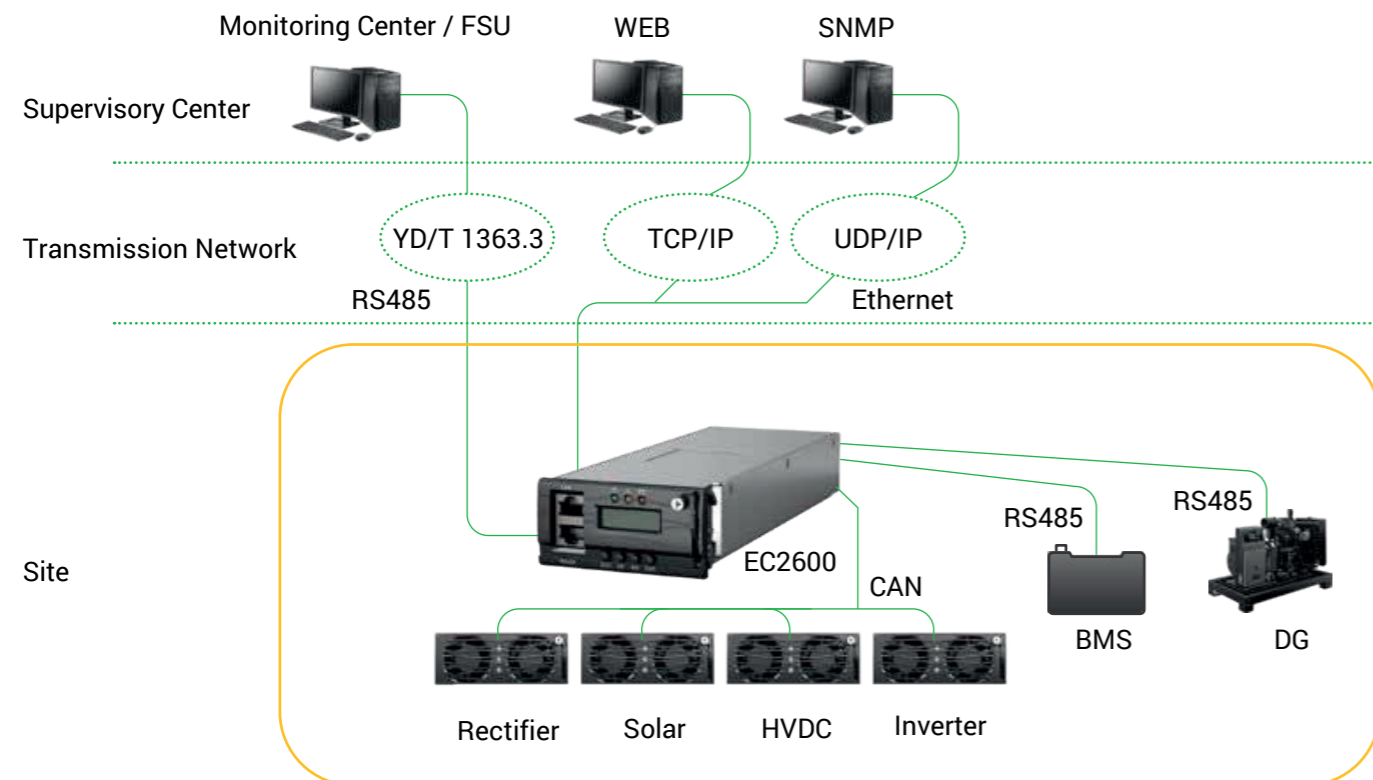 Monitoring Center / FSU
WEB
SNMP
Supervisory Center
YD/T 1363.3
TCP/IP
UDP/IP
Transmission Network
RS485
Ethernet
RS485
RS485
EC2600
Site
CAN
BMS
DG
Rectifier
Solar
HVDC
Inverter